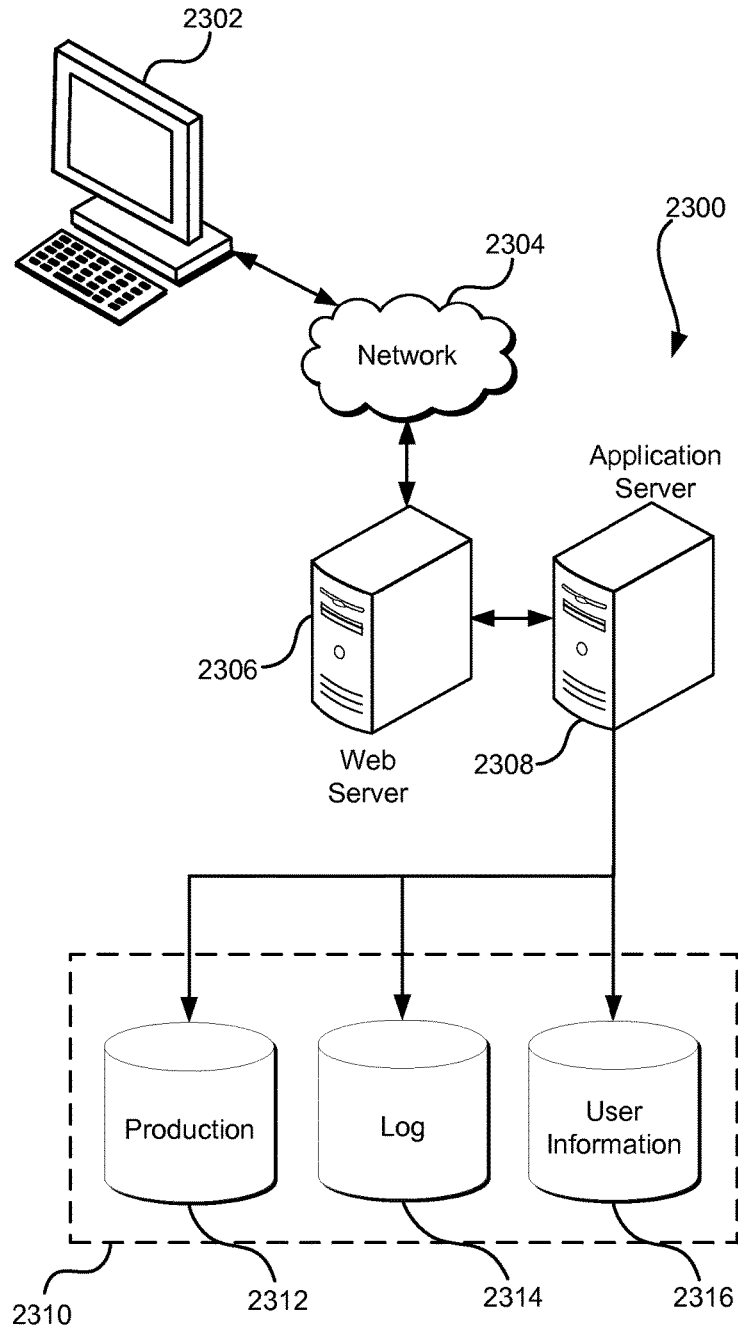 2302
2304
2300
Network
Application
Server
2306
2308
Web
Server
Production
Log
User
Information
2310
2312
2314
2316